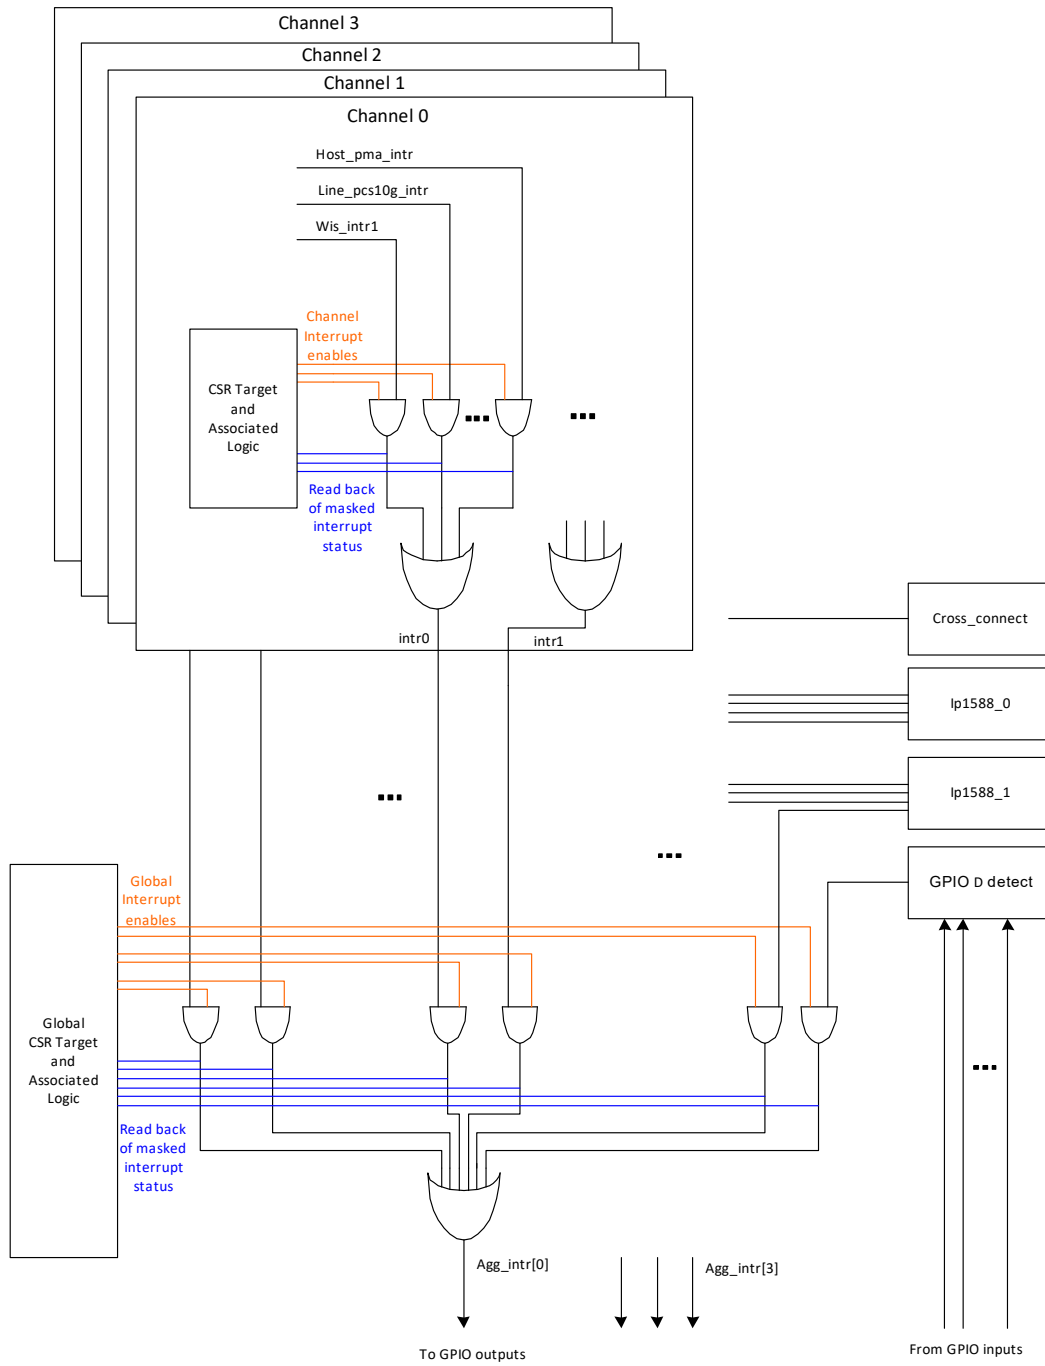 Channel 3
Channel 2
Channel 1
Channel 0
Host_pma_intr
Line_pcs10g_intr
Wis_intr1
Channel
Interrupt
enables
CSR Target
and
Associated
Logic
Read back
of masked
interrupt
status
intr0
intr1
Cross_connect
Ip1588_0
Ip1588_1
GPIO D detect
Global
Interrupt
enables
Global
CSR Target
and
Associated
Logic
Read back
of masked
interrupt
status
Agg_intr[0]
Agg_intr[3]
To GPIO outputs
From GPIO inputs